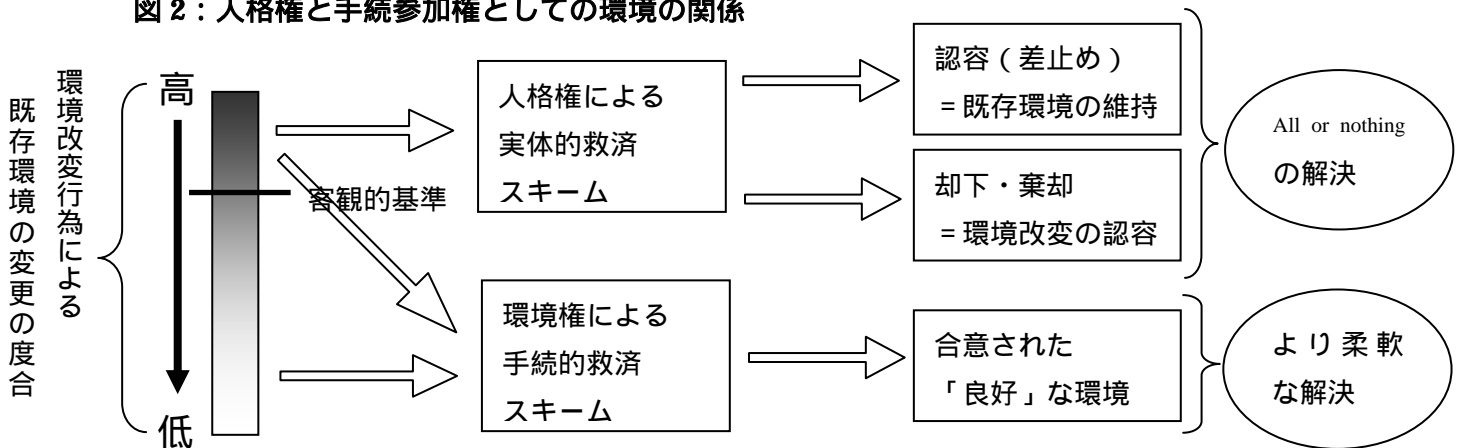 図2：人格権と手続参加権としての環境の関係
環境改変行為による
既存環境の変更の度合
高
低
客観的基準
人格権による
実体的救済
スキーム
環境権による
手続的救済
スキーム
認容（差止め）
＝既存環境の維持
却下・棄却
＝環境改変の認容
合意された
「良好」な環境
All or nothing
の解決
より柔軟
な解決